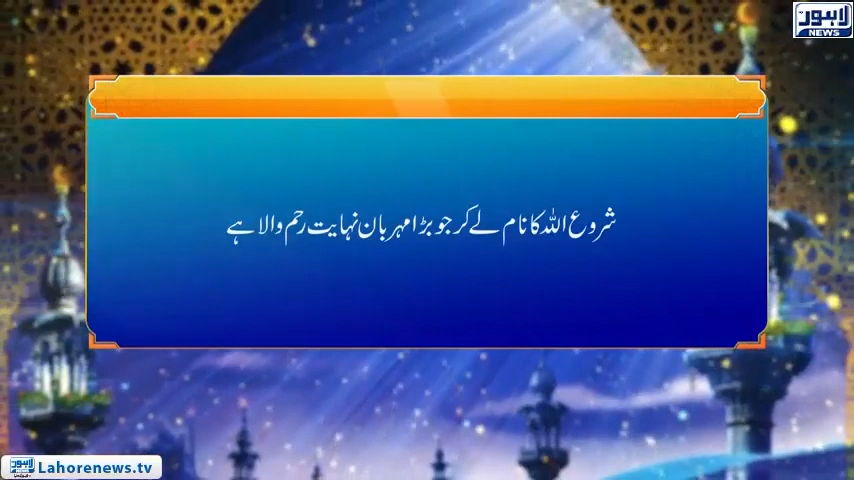 لاہور
NEWS
شروع اللہ کا نام لے کر جو بڑا مہربان نہایت رحم والا ہے
Lahorenews.tv